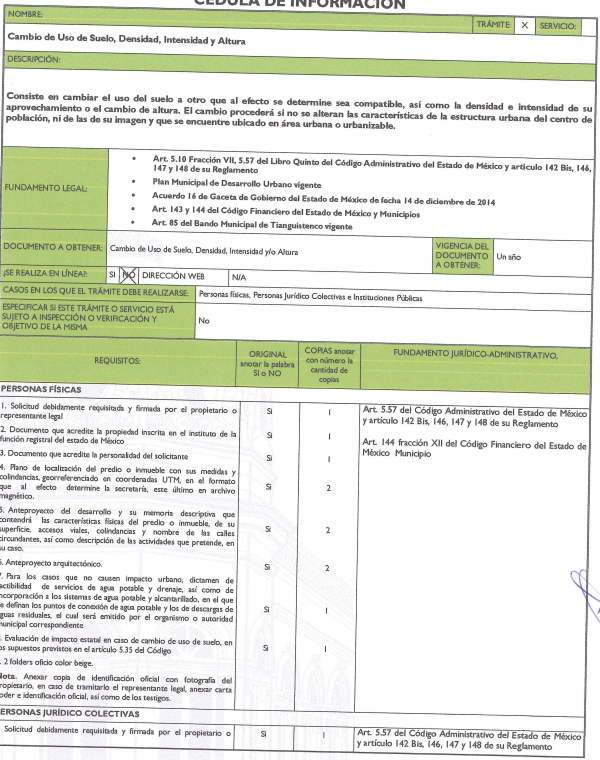 CÉDULA DE INFORMACIÓN
NOMBRE:
TRÁMITE: X SERVICIO:
Cambio de Uso de Suelo, Densidad, Intensidad y Altura
DESCRIPCIÓN:
Consiste en cambiar el uso del suelo a otro que al efecto se determine sea compatible, así como la densidad e intensidad de su
aprovechamiento o el cambio de altura. El cambio procederá si no se alteran las características de la estructura urbana del centro de
población, ni de las de su imagen y que se encuentre ubicado en área urbana o urbanizable.
FUNDAMENTO LEGAL:
• Art. 5.10 Fracción VII, 5.57 del Libro Quinto del Código Administrativo del Estado de México y artículo 142 Bis, 146,
147 y 148 de su Reglamento
• Plan Municipal de Desarrollo Urbano vigente
• Acuerdo 16 de Gaceta de Gobierno del Estado de México de fecha 14 de diciembre de 2014
• Art. 143 y 144 del Código Financiero del Estado de México y Municipios
• Art. 85 del Bando Municipal de Tianguistenco vigente
DOCUMENTO A OBTENER: Cambio de Uso de Suelo, Densidad, Intensidad y/o Altura
VIGENCIA DEL
DOCUMENTO
A OBTENER:
Un año
¿SE REALIZA EN LÍNEA?: SI NO DIRECCIÓN WEB N/A
CASOS EN LOS QUE EL TRÁMITE DEBE REALIZARSE: Personas físicas, Personas Jurídico Colectivas e Instituciones Públicas
ESPECIFICAR SI ESTE TRÁMITE O SERVICIO ESTÁ
SUJETO A INSPECCIÓN O VERIFICACIÓN Y
OBJETIVO DE LA MISMA
No
REQUISITOS:
ORIGINAL
anotar la palabra
SI o NO
COPIAS anotar
con número la
cantidad de
copias
FUNDAMENTO JURÍDICO-ADMINISTRATIVO.
PERSONAS FÍSICAS
1. Solicitud debidamente requisitada y firmada por el propietario o
representante legal
Si 1
Art. 5.57 del Código Administrativo del Estado de México
y artículo 142 Bis, 146, 147 y 148 de su Reglamento
2. Documento que acredite la propiedad inscrita en el instituto de la
función registral del estado de México
Si 1
Art. 144 fracción XII del Código Financiero del Estado de
México Municipio
3. Documento que acredite la personalidad del solicitante
Si 1
4. Plano de localización del predio o inmueble con sus medidas y
colindancias, georreferenciado en coordenadas UTM, en el formato
que al efecto determine la secretaría, este último en archivo
magnético.
Si 2
5. Anteproyecto del desarrollo y su memoria descriptiva que
contendrá las características físicas del predio o inmueble, de su
superficie, accesos viales, colindancias y nombre de las calles
circundantes, así como descripción de las actividades que pretende, en
su caso.
Si 2
6. Anteproyecto arquitectónico.
Si 2
. Para los casos que no causen impacto urbano, dictamen de
actibilidad de servicios de agua potable y drenaje, así como de
ncorporación a los sistemas de agua potable y alcantarillado, en el que
e definan los puntos de conexión de agua potable y los de descargas de
guas residuales, el cual será emitido por el organismo o autoridad
unicipal correspondiente
Si 1
. Evaluación de impacto estatal en caso de cambio de uso de suelo, en
os supuestos previstos en el artículo 5.35 del Código
Si 1
. 2 folders oficio color beige.
Nota. Anexar copia de identificación oficial con fotografía del
ropietario, en caso de tramitarlo el representante legal, anexar carta
oder e identificación oficial, así como de los testigos.
ERSONAS JURÍDICO COLECTIVAS
Solicitud debidamente requisitada y firmada por el propietario o
Si 1
Art. 5.57 del Código Administrativo del Estado de México
y artículo 142 Bis, 146, 147 y 148 de su Reglamento